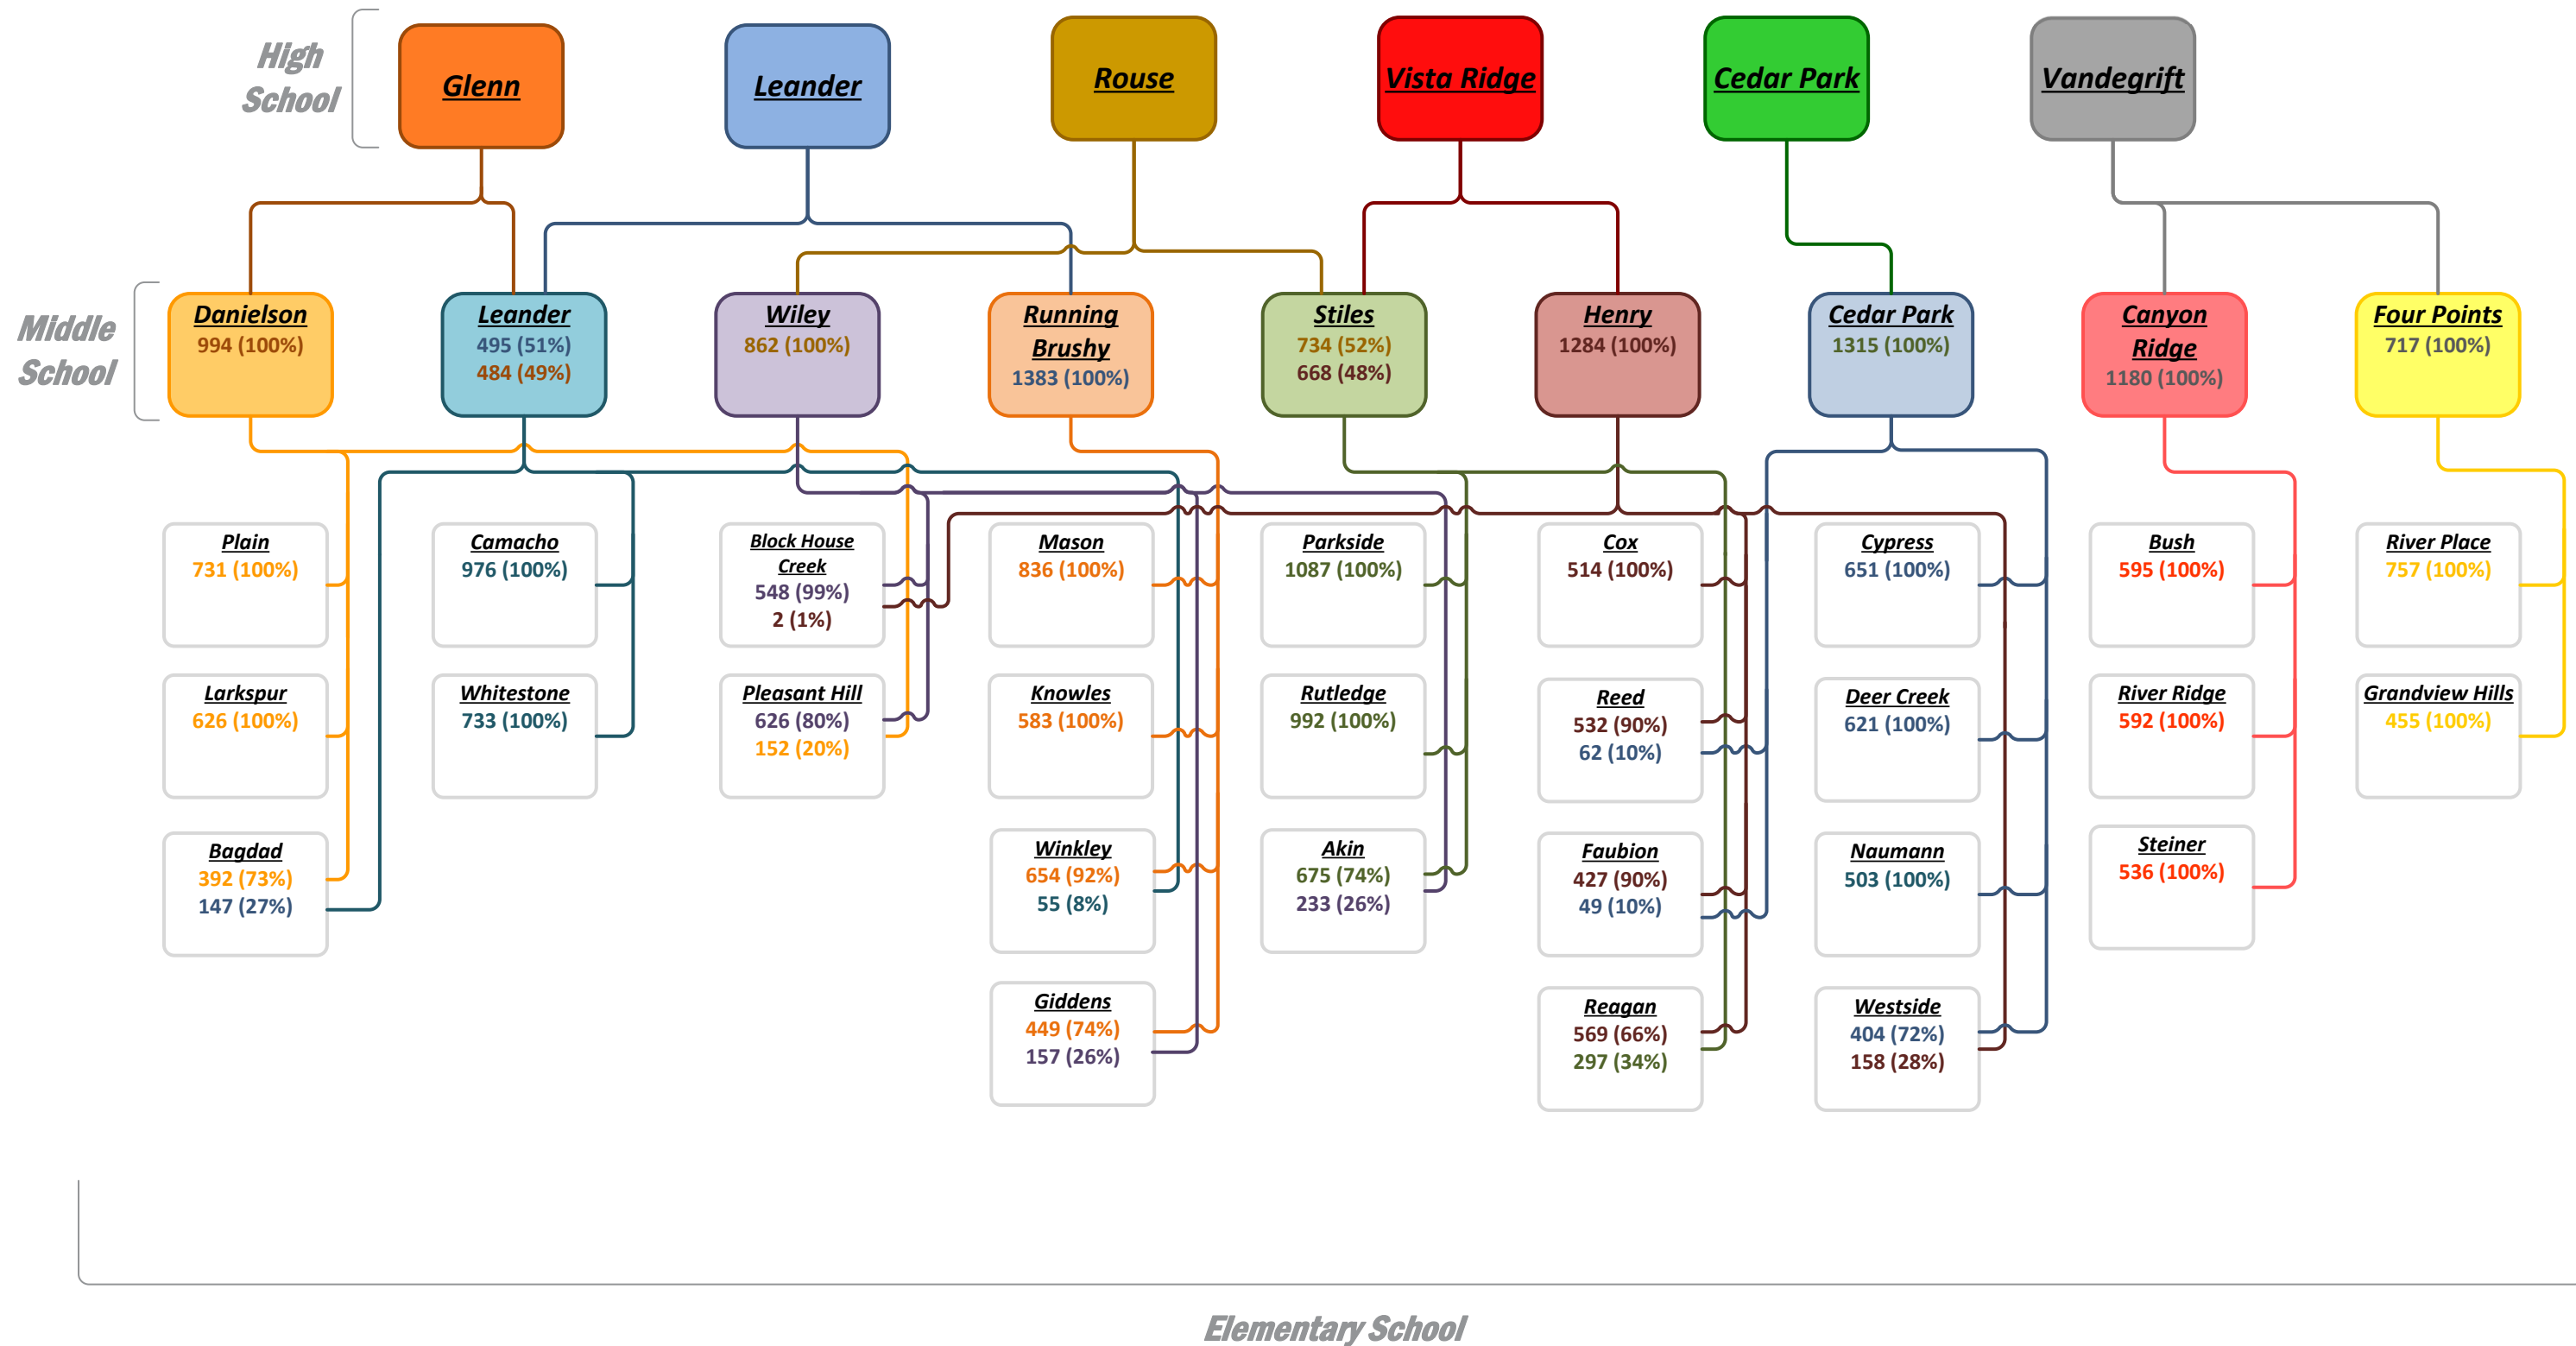 High
School
Glenn
Leander
Rouse
Vista Ridge
Cedar Park
Vandegrift
Middle
School
Danielson
994 (100%)
Leander
495 (51%)
484 (49%)
Wiley
862 (100%)
Running
Brushy
1383 (100%)
Stiles
734 (52%)
668 (48%)
Henry
1284 (100%)
Cedar Park
1315 (100%)
Canyon
Ridge
1180 (100%)
Four Points
717 (100%)
Plain
731 (100%)
Camacho
976 (100%)
Block House
Creek
548 (99%)
2 (1%)
Mason
836 (100%)
Parkside
1087 (100%)
Cox
514 (100%)
Cypress
651 (100%)
Bush
595 (100%)
River Place
757 (100%)
Larkspur
626 (100%)
Whitestone
733 (100%)
Pleasant Hill
626 (80%)
152 (20%)
Knowles
583 (100%)
Rutledge
992 (100%)
Reed
532 (90%)
62 (10%)
Deer Creek
621 (100%)
River Ridge
592 (100%)
Grandview Hills
455 (100%)
Bagdad
392 (73%)
147 (27%)
Winkley
654 (92%)
55 (8%)
Akin
675 (74%)
233 (26%)
Faubion
427 (90%)
49 (10%)
Naumann
503 (100%)
Steiner
536 (100%)
Giddens
449 (74%)
157 (26%)
Reagan
569 (66%)
297 (34%)
Westside
404 (72%)
158 (28%)
Elementary School